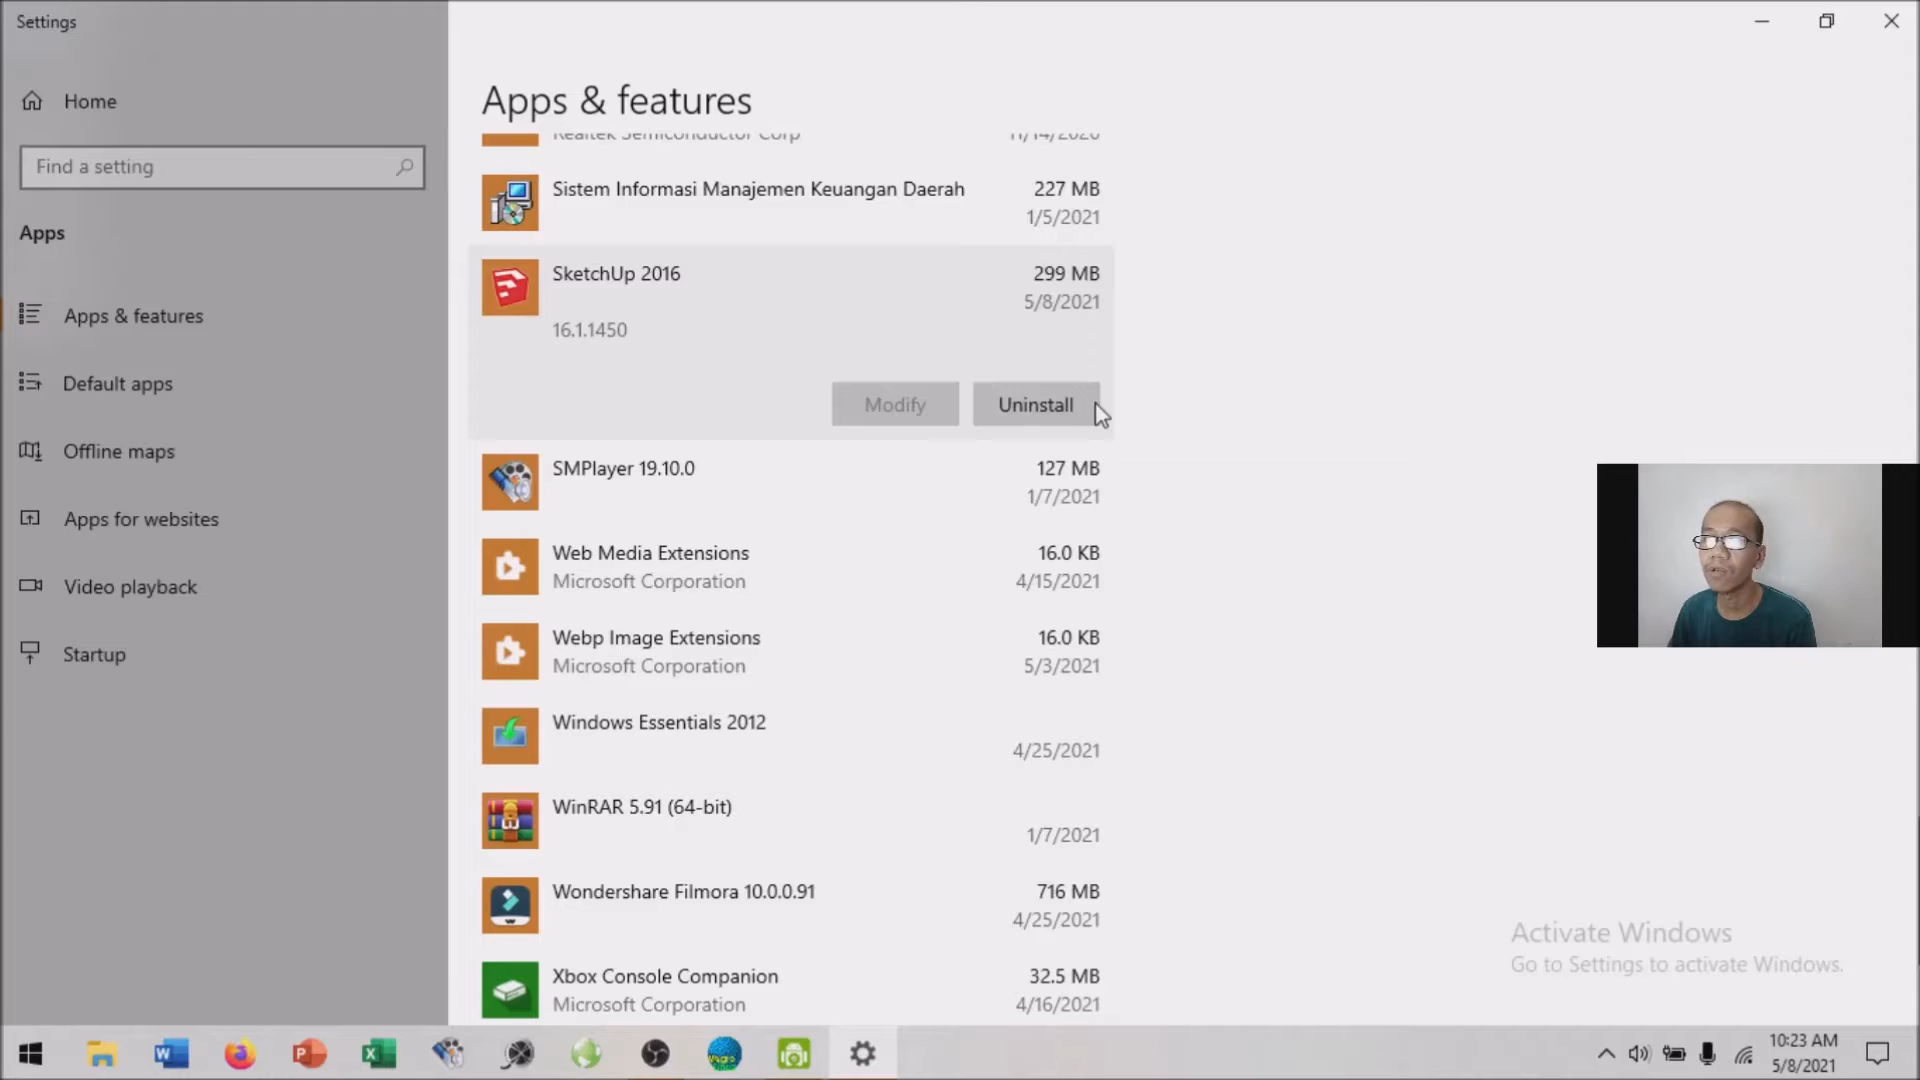 Settings
Home
Find a setting
Apps
Apps & features
Default apps
Offline maps
Apps for websites
Video playback
Startup
Apps & features
Realtek Semiconductor Corp 11/14/2020
Sistem Informasi Manajemen Keuangan Daerah 227 MB
1/5/2021
SketchUp 2016 299 MB
5/8/2021
16.1.1450
Modify Uninstall
SMPlayer 19.10.0 127 MB
1/7/2021
Web Media Extensions 16.0 KB
Microsoft Corporation 4/15/2021
Webp Image Extensions 16.0 KB
Microsoft Corporation 5/3/2021
Windows Essentials 2012
4/25/2021
WinRAR 5.91 (64-bit)
1/7/2021
Wondershare Filmora 10.0.0.91 716 MB
4/25/2021
Xbox Console Companion 32.5 MB
Microsoft Corporation 4/16/2021
Activate Windows
Go to Settings to activate Windows.
10:23 AM
5/8/2021